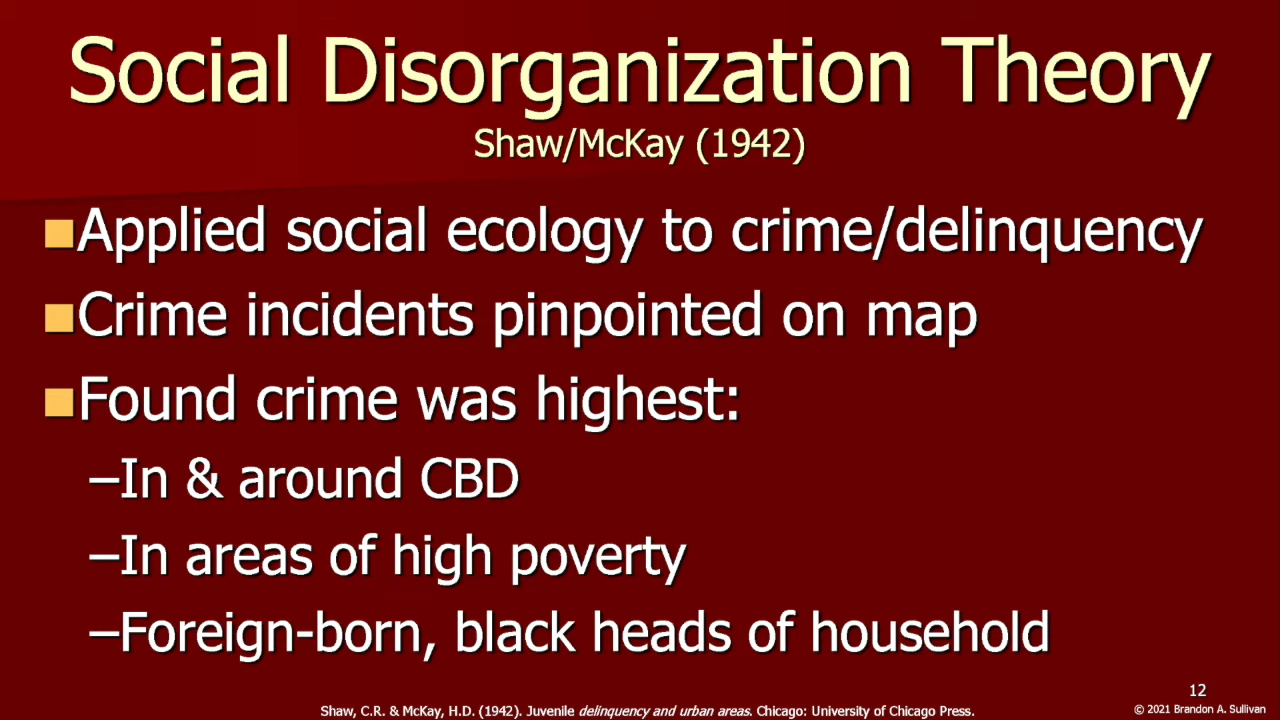 Social Disorganization Theory
Shaw/McKay (1942)
Applied social ecology to crime/delinquency
Crime incidents pinpointed on map
Found crime was highest:
–In & around CBD
–In areas of high poverty
–Foreign-born, black heads of household
12
Shaw, C.R. & McKay, H.D. (1942). Juvenile delinquency and urban areas. Chicago: University of Chicago Press.
© 2021 Brandon A. Sullivan